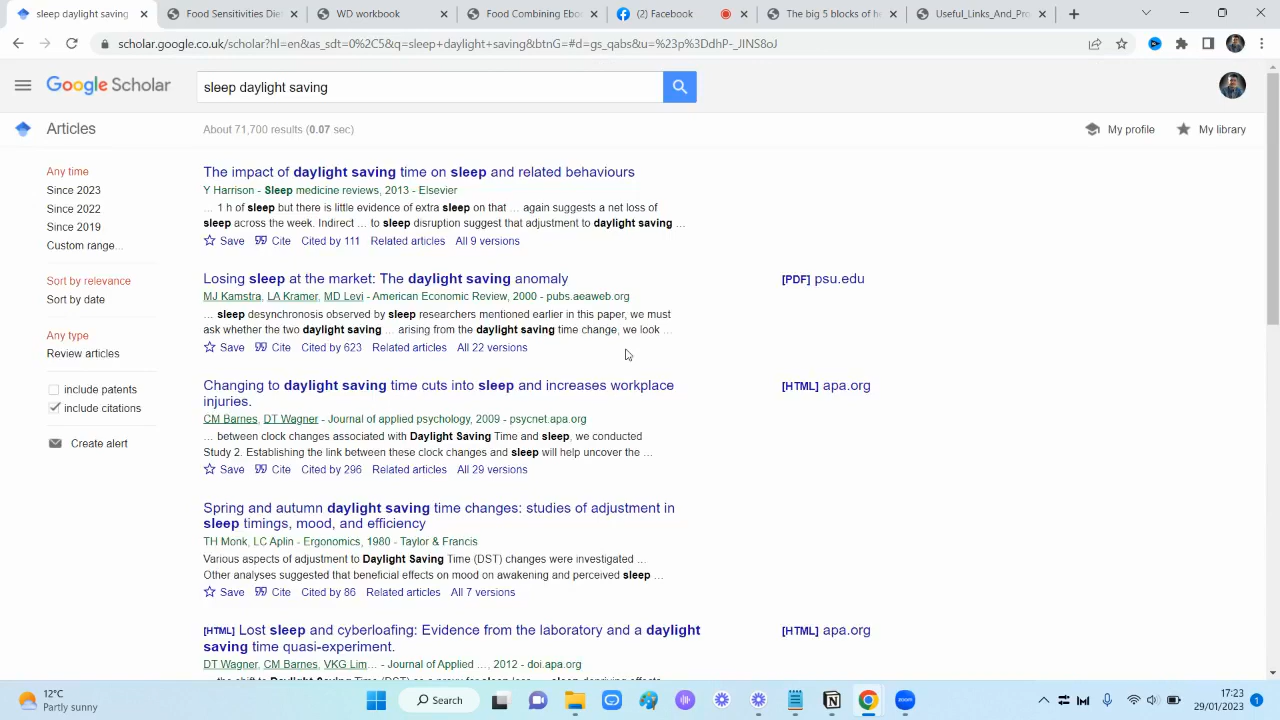 sleep daylight saving
Food Sensitivities Die
WD workbook
Food Combining Eboo
(2) Facebook
The big 5 blocks of he
Useful_Links_And_Pro
scholar.google.co.uk/scholar?hl=en&as_sdt=0%2C5&q=sleep+daylight+saving&btnG=#d=gs_qabs&u=%23p%3DdhP-_JINS8oJ
Google Scholar
sleep daylight saving
Articles
About 71,700 results (0.07 sec)
My profile
My library
Any time
Since 2023
Since 2022
Since 2019
Custom range...
Sort by relevance
Sort by date
Any type
Review articles
include patents
include citations
Create alert
The impact of daylight saving time on sleep and related behaviours
Y Harrison - Sleep medicine reviews, 2013 - Elsevier
... 1 h of sleep but there is little evidence of extra sleep on that ... again suggests a net loss of
sleep across the week. Indirect ... to sleep disruption suggest that adjustment to daylight saving ...
Save Cite Cited by 111 Related articles All 9 versions
Losing sleep at the market: The daylight saving anomaly
[PDF] psu.edu
MJ Kamstra, LA Kramer, MD Levi - American Economic Review, 2000 - pubs.aeaweb.org
... sleep desynchronosis observed by sleep researchers mentioned earlier in this paper, we must
ask whether the two daylight saving ... arising from the daylight saving time change, we look ...
Save Cite Cited by 623 Related articles All 22 versions
Changing to daylight saving time cuts into sleep and increases workplace
injuries.
[HTML] apa.org
CM Barnes, DT Wagner - Journal of applied psychology, 2009 - psycnet.apa.org
... between clock changes associated with Daylight Saving Time and sleep, we conducted
Study 2. Establishing the link between these clock changes and sleep will help uncover the ...
Save Cite Cited by 296 Related articles All 29 versions
Spring and autumn daylight saving time changes: studies of adjustment in
sleep timings, mood, and efficiency
TH Monk, LC Aplin - Ergonomics, 1980 - Taylor & Francis
Various aspects of adjustment to Daylight Saving Time (DST) changes were investigated ...
Other analyses suggested that beneficial effects on mood on awakening and perceived sleep ...
Save Cite Cited by 86 Related articles All 7 versions
[HTML] Lost sleep and cyberloafing: Evidence from the laboratory and a daylight
saving time quasi-experiment.
[HTML] apa.org
DT Wagner, CM Barnes, VKG Lim... - Journal of Applied ..., 2012 - doi.apa.org
12°C
Partly sunny
Search
zoom
17:23
29/01/2023
1